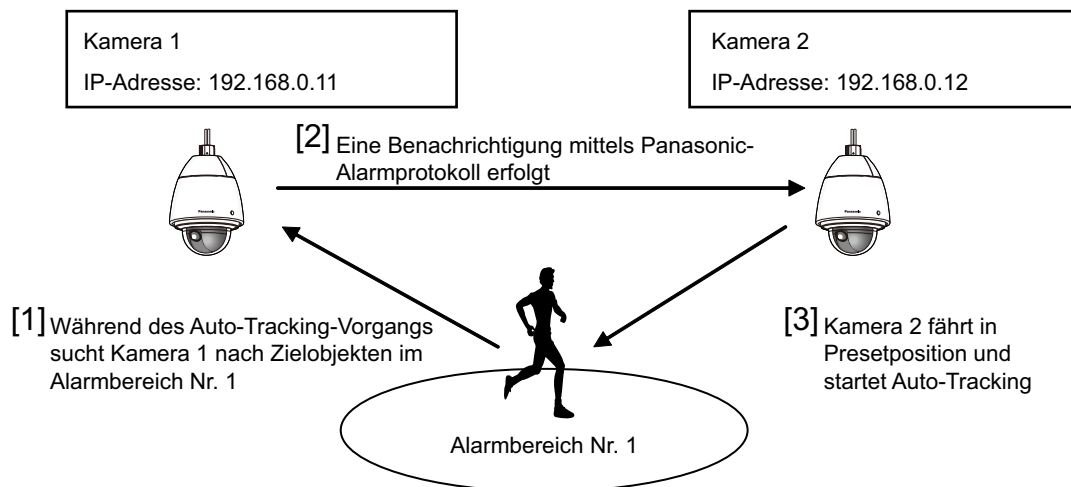 Kamera 1
IP-Adresse: 192.168.0.11
Kamera 2
IP-Adresse: 192.168.0.12
[2] Eine Benachrichtigung mittels Panasonic-
Alarmprotokoll erfolgt
Panasonic
Panasonic
[1] Während des Auto-Tracking-Vorgangs
sucht Kamera 1 nach Zielobjekten im
Alarmbereich Nr. 1
[3] Kamera 2 fährt in
Presetposition und
startet Auto-Tracking
Alarmbereich Nr. 1